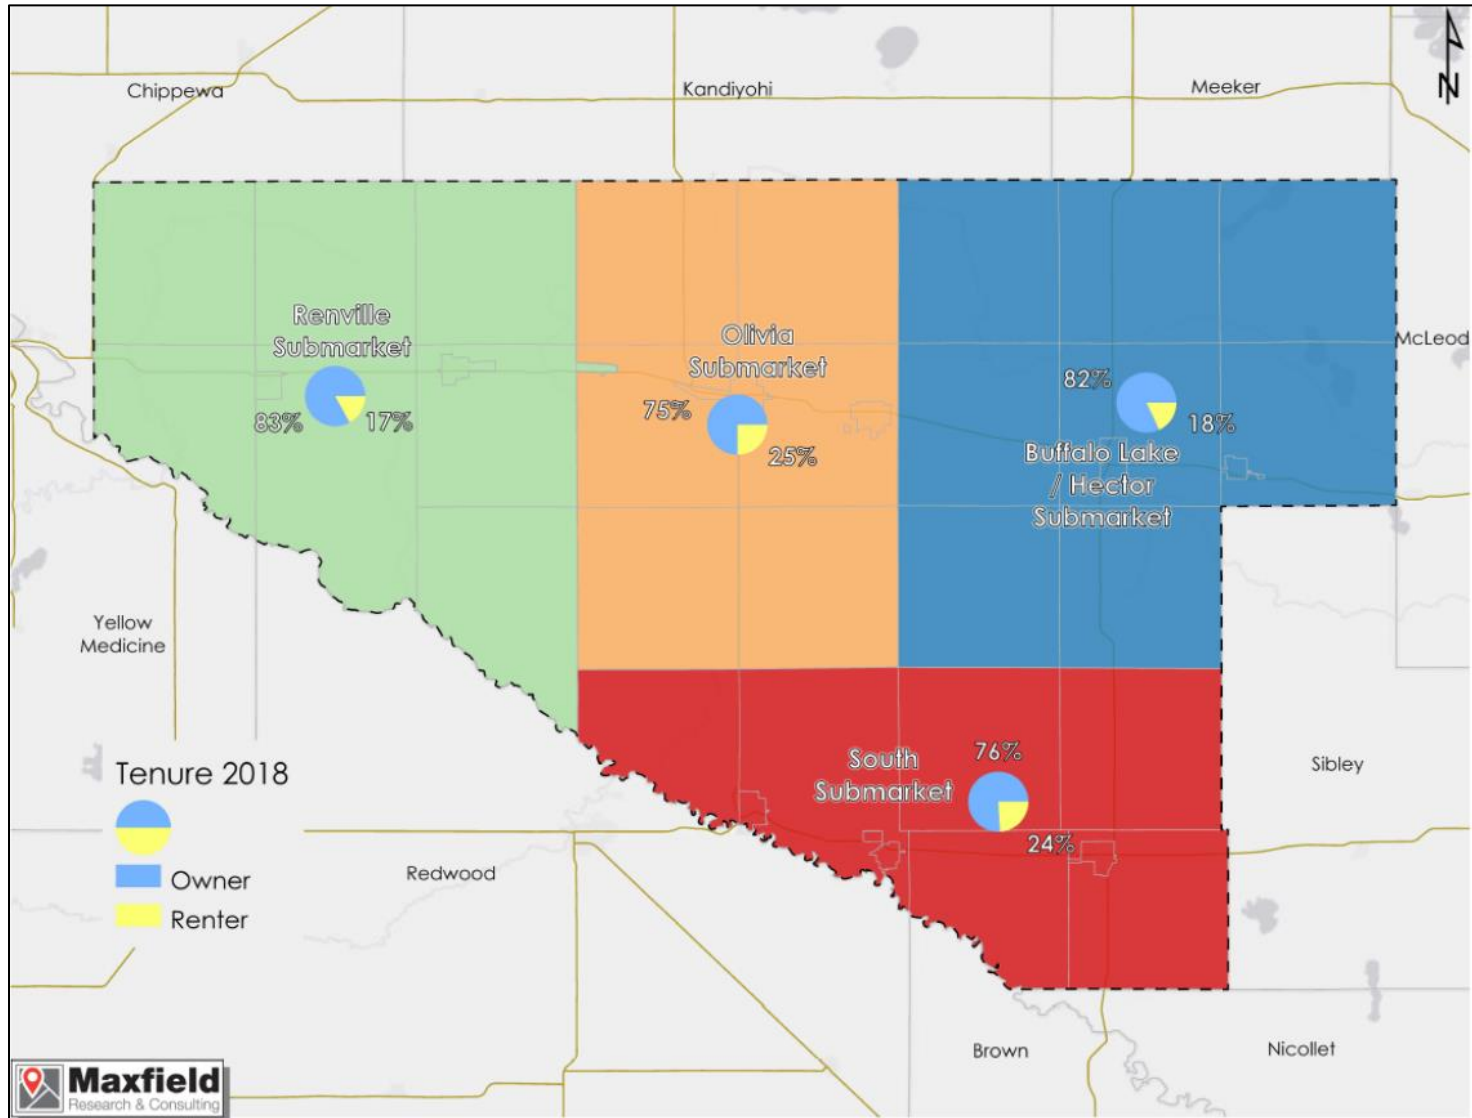 Chippewa
Kandiyohi
Meeker
N
McLeod
Renville
Submarket
83%
17%
Olivia
Submarket
75%
25%
82%
18%
Buffalo Lake
/ Hector
Submarket
Yellow
Medicine
South
Submarket
76%
24%
Sibley
Tenure 2018
Owner
Renter
Redwood
Brown
Nicollet
Maxfield
Research & Consulting